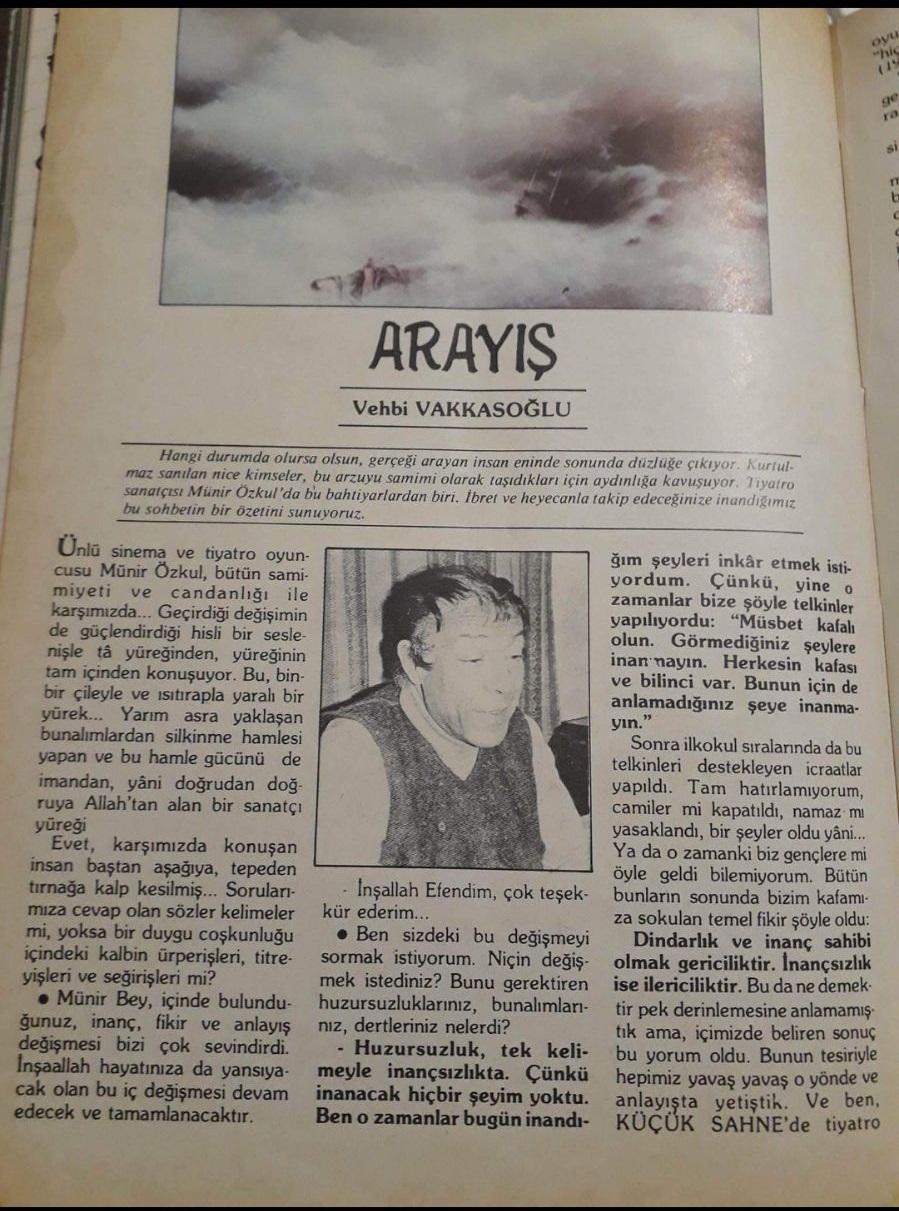 ARAYIŞ
Vehbi VAKKASOĞLU
Hangi durumda olursa olsun, gerçeği arayan insan eninde sonunda düzlüğe çıkıyor. Kurtul-
maz sanılan nice kimseler, bu arzuyu samimi olarak taşıdıkları için aydınlığa kavuşuyor. Tiyatro
sanatçısı Münir Özkul'da bu bahtiyarlardan biri. İbret ve heyecanla takip edeceğinize inandığımız
bu sohbetin bir özetini sunuyoruz.
Ünlü sinema ve tiyatro oyun-
cusu Münir Özkul, bütün sami-
miyeti ve candanlığı ile
karşımızda... Geçirdiği değişimin
de güçlendirdiği hisli bir sesle-
nişle tâ yüreğinden, yüreğinin
tam içinden konuşuyor. Bu, bin-
bir çileyle ve ısıtırapla yaralı bir
yürek... Yarım asra yaklaşan
bunalımlardan silkinme hamlesi
yapan ve bu hamle gücünü de
imandan, yâni doğrudan doğ-
ruya Allah'tan alan bir sanatçı
yüreği
Evet, karşımızda konuşan
insan baştan aşağıya, tepeden
tırnağa kalp kesilmiş... Soruları-
mıza cevap olan sözler kelimeler
mi, yoksa bir duygu coşkunluğu
içindeki kalbin ürperişleri, titre-
yişleri ve seğirişleri mi?
● Münir Bey, içinde bulundu-
ğunuz, inanç, fikir ve anlayış
değişmesi bizi çok sevindirdi.
İnşaallah hayatınıza da yansıya-
cak olan bu iç değişmesi devam
edecek ve tamamlanacaktır.
- İnşallah Efendim, çok teşek-
kür ederim...
● Ben sizdeki bu değişmeyi
sormak istiyorum. Niçin değiş-
mek istediniz? Bunu gerektiren
huzursuzluklarınız, bunalımları-
nız, dertleriniz nelerdi?
- Huzursuzluk, tek keli-
meyle inançsızlıkta. Çünkü
inanacak hiçbir şeyim yoktu.
Ben o zamanlar bugün inandı-
ğım şeyleri inkâr etmek isti-
yordum. Çünkü, yine o
zamanlar bize şöyle telkinler
yapılıyordu: "Müsbet kafalı
olun. Görmediğiniz şeylere
inanmayın. Herkesin kafası
ve bilinci var. Bunun için de
anlamadığınız şeye inanma-
yın."
Sonra ilkokul sıralarında da bu
telkinleri destekleyen icraatlar
yapıldı. Tam hatırlamıyorum,
camiler mi kapatıldı, namaz mı
yasaklandı, bir şeyler oldu yâni...
Ya da o zamanki biz gençlere mi
öyle geldi bilemiyorum. Bütün
bunların sonunda bizim kafamı-
za sokulan temel fikir şöyle oldu:
Dindarlık ve inanç sahibi
olmak gericiliktir. İnançsızlık
ise ilericiliktir. Bu da ne demek-
tir pek derinlemesine anlamamış-
tık ama, içimizde beliren sonuç
bu yorum oldu. Bunun tesiriyle
hepimiz yavaş yavaş o yönde ve
anlayışta yetiştik. Ve ben,
KÜÇÜK SAHNE'de tiyatro